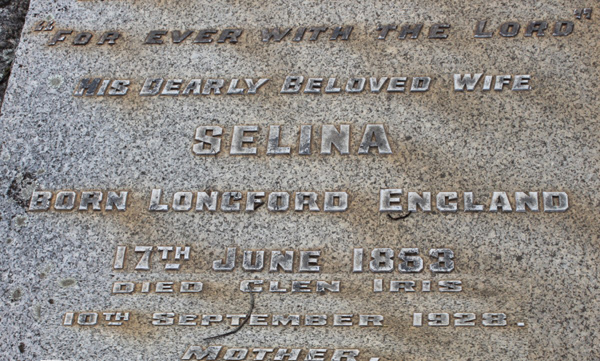 "FOR EVER WITH THE LORD"
HIS DEARLY BELOVED WIFE
SELINA
BORN LONGFORD ENGLAND
17TH JUNE 1853
DIED GLEN IRIS
10TH SEPTEMBER 1928.
MOTHER,